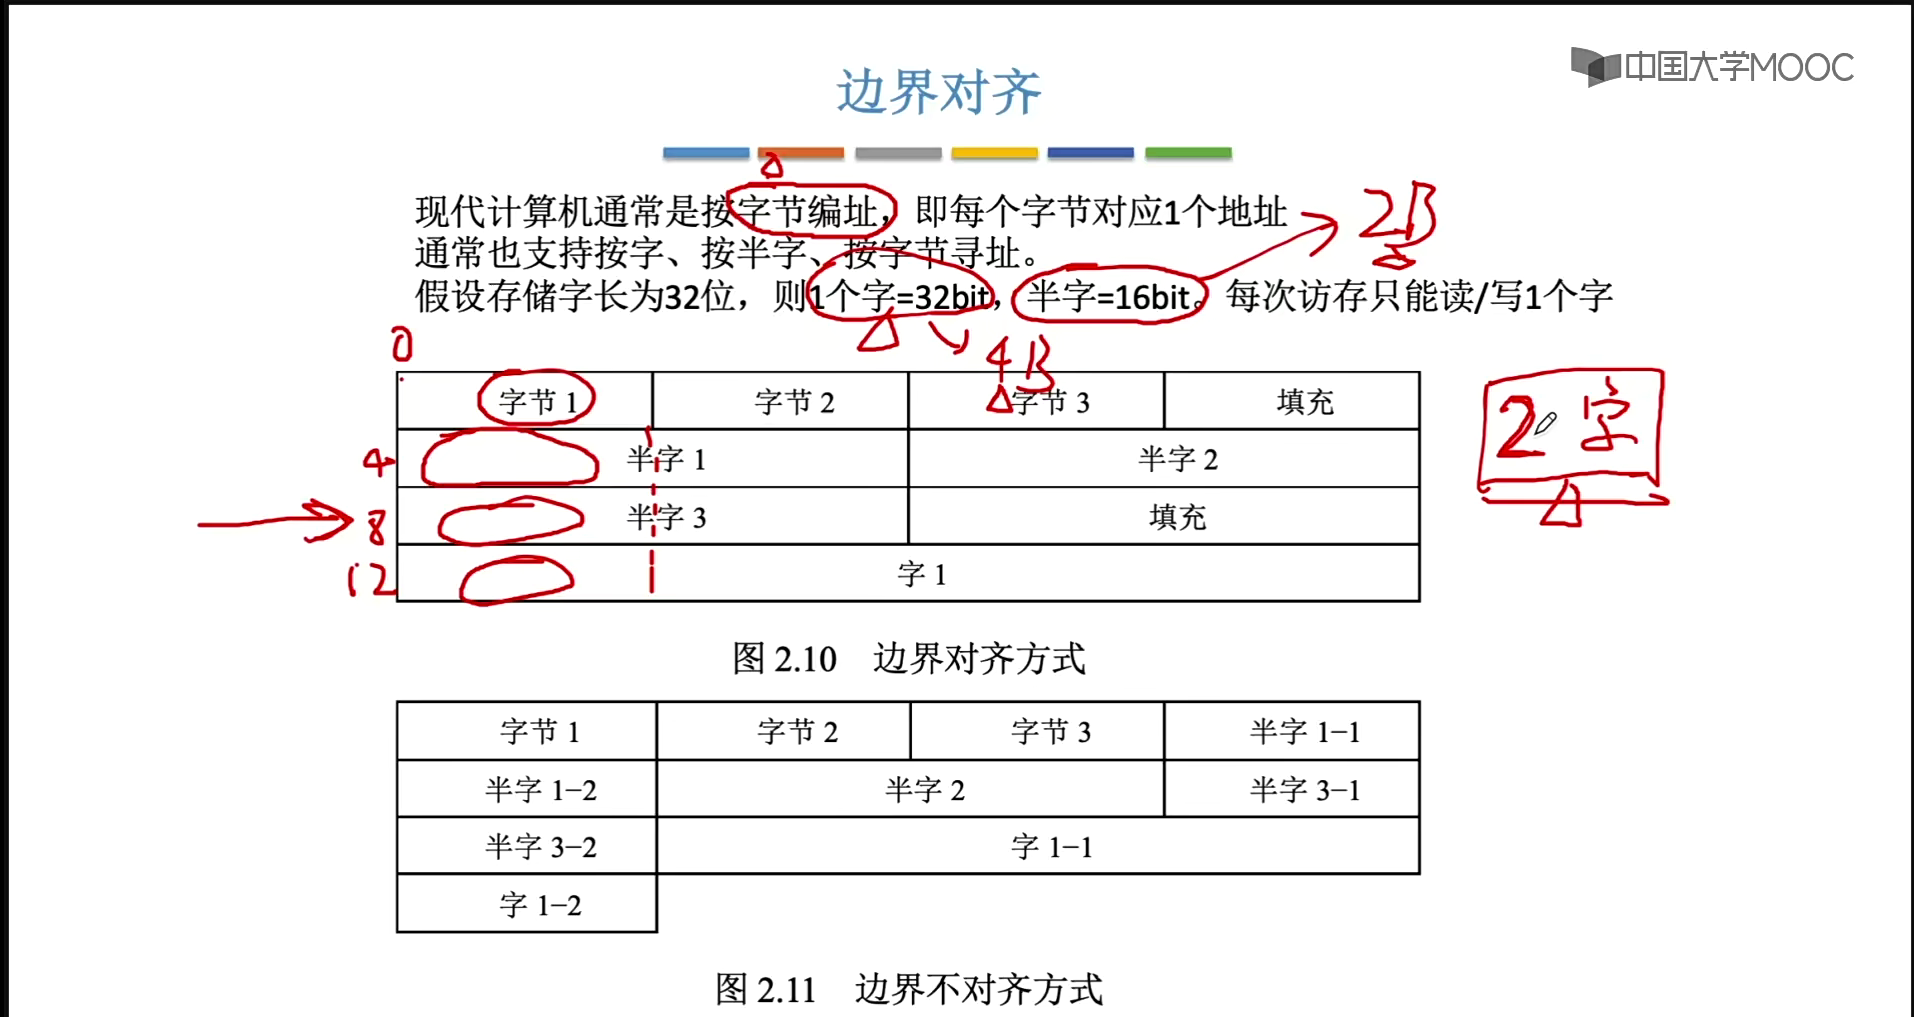 中国大学MOOC
边界对齐
现代计算机通常是按字节编址，即每个字节对应1个地址
2B
通常也支持按字、按半字、按字节寻址。
假设存储字长为32位，则1个字=32bit，半字=16bit。每次访存只能读/写1个字
0
4B
字节 1 字节 2 字节 3 填充
2 字
4 半字 1 半字 2
8 半字 3 填充
12 字 1
图 2.10 边界对齐方式
字节 1 字节 2 字节 3 半字 1−1
半字 1−2 半字 2 半字 3−1
半字 3−2 字 1−1
字 1−2
图 2.11 边界不对齐方式